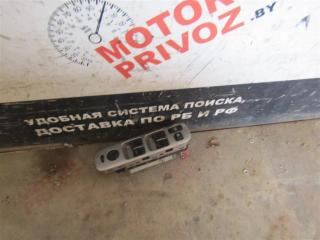 MOTOR
PRIVOZ.BY
УДОБНАЯ СИСТЕМА ПОИСКА,
ДОСТАВКА ПО РБ И РФ